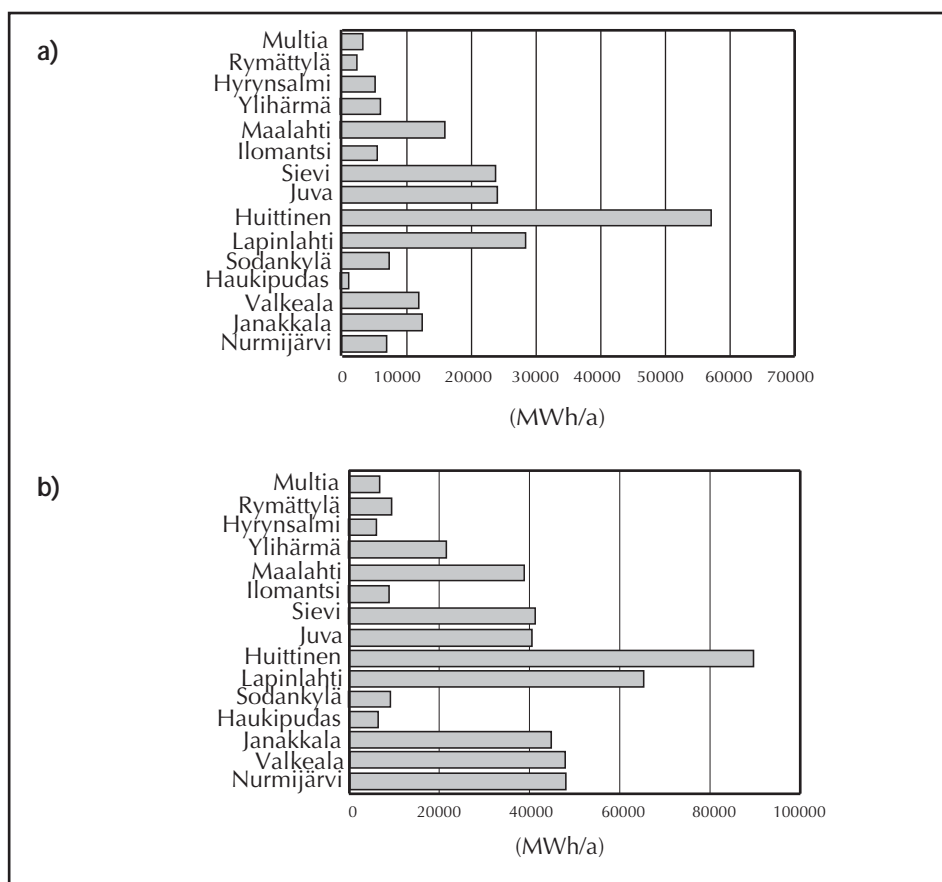 a)
Multia
Rymättylä
Hyrynsalmi
Ylihärmä
Maalahti
Ilomantsi
Sievi
Juva
Huittinen
Lapinlahti
Sodankylä
Haukipudas
Valkeala
Janakkala
Nurmijärvi
0 10000 20000 30000 40000 50000 60000 70000
(MWh/a)
b)
Multia
Rymättylä
Hyrynsalmi
Ylihärmä
Maalahti
Ilomantsi
Sievi
Juva
Huittinen
Lapinlahti
Sodankylä
Haukipudas
Janakkala
Valkeala
Nurmijärvi
0 20000 40000 60000 80000 100000
(MWh/a)